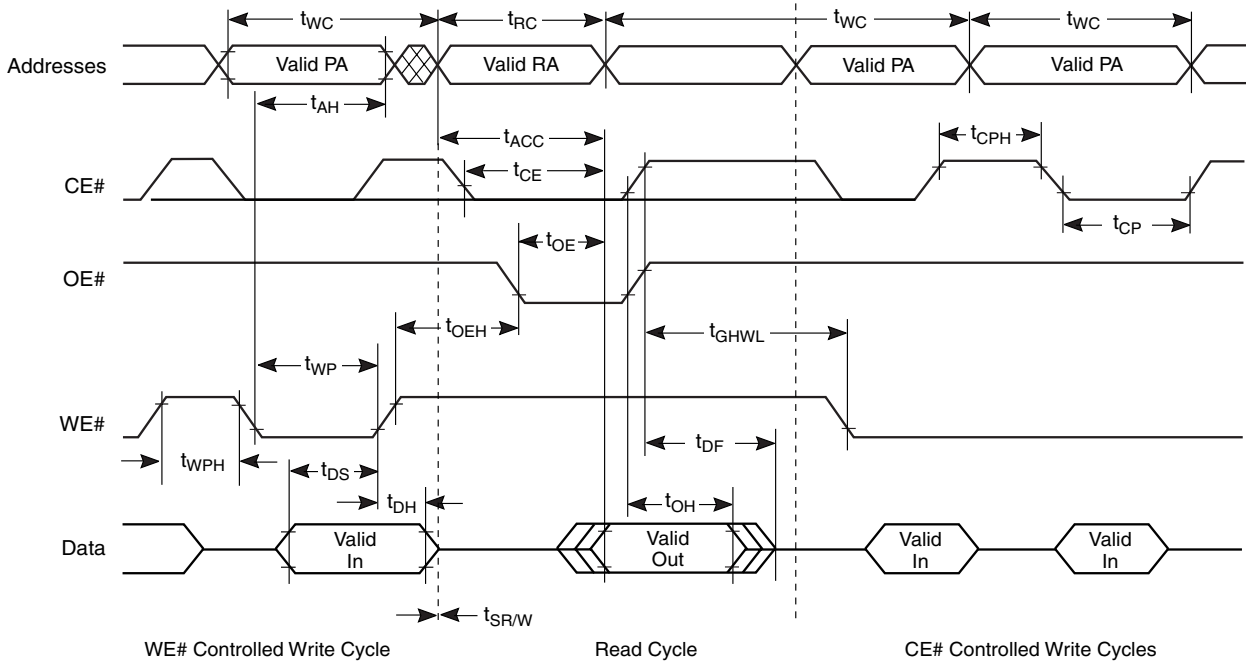 tWC tRC tWC tWC
Addresses Valid PA Valid RA Valid PA Valid PA
tAH
tACC tCPH
CE# tCE
tOE tCP
OE#
tOEH tGHWL
tWP
WE#
tWPH tDS tDF
tDH tOH
Data Valid In Valid Out Valid In Valid In
tSR/W
WE# Controlled Write Cycle Read Cycle CE# Controlled Write Cycles